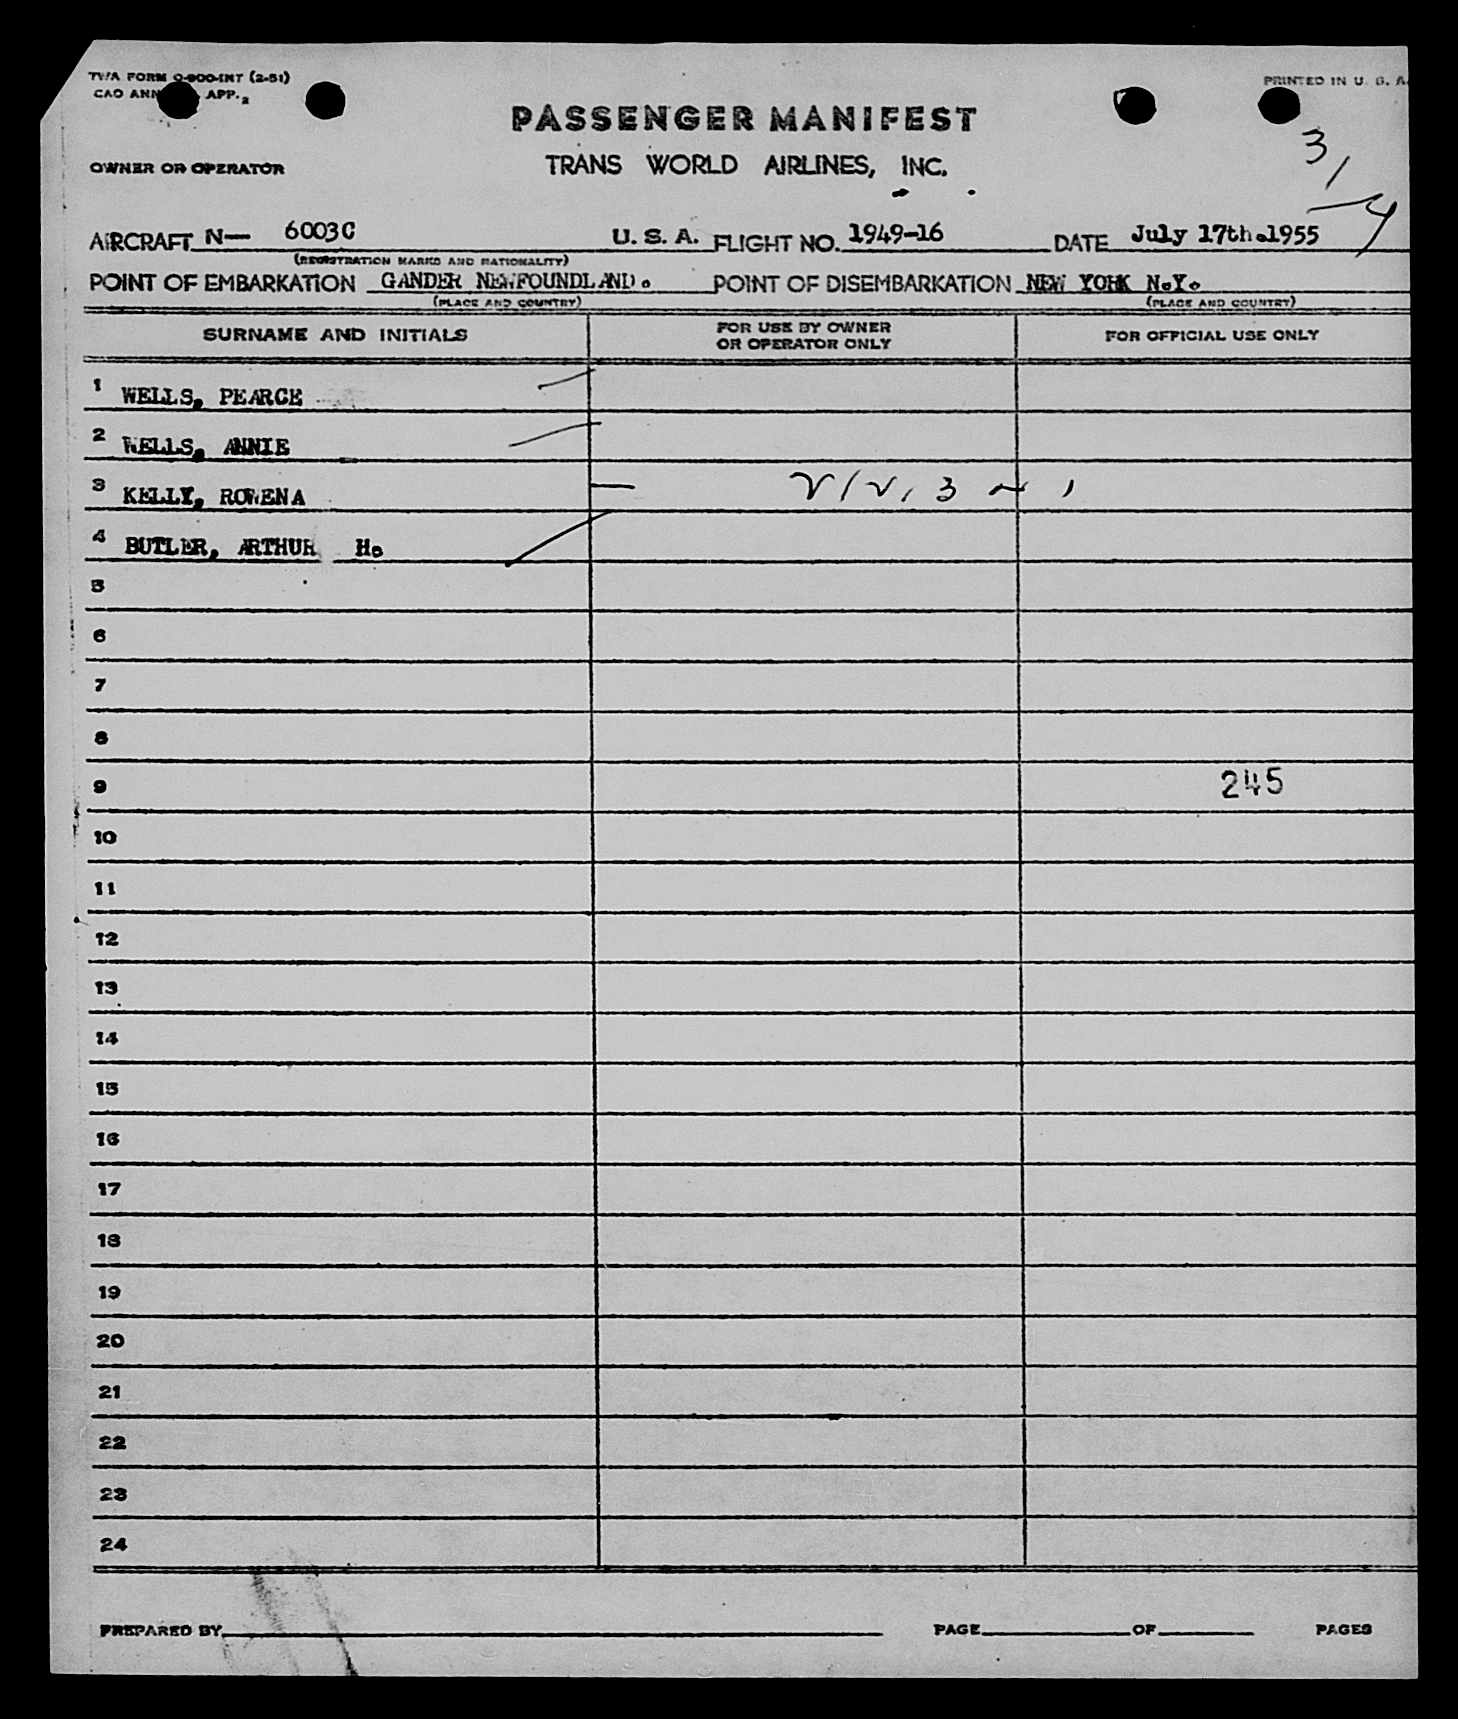 TWA FORM O-900-INT (2-51)
PRINTED IN U. S. A.
CAO ANN APP. 2
PASSENGER MANIFEST
OWNER OR OPERATOR
TRANS WORLD AIRLINES, INC.
3/4
AIRCRAFT N— 6003C U. S. A. FLIGHT NO. 1949-16 DATE July 17th.1955
(REGISTRATION MARKS AND NATIONALITY)
POINT OF EMBARKATION GANDER NEWFOUNDLAND. POINT OF DISEMBARKATION NEW YORK N.Y.
(PLACE AND COUNTRY) (PLACE AND COUNTRY)
SURNAME AND INITIALS FOR USE BY OWNER OR OPERATOR ONLY FOR OFFICIAL USE ONLY
1 WELLS, PEARCE
2 WELLS, ANNIE
3 KELLY, ROWENA
4 BUTLER, ARTHUR H.
5
6
7
8
9 245
10
11
12
13
14
15
16
17
18
19
20
21
22
23
24
PREPARED BY PAGE OF PAGES